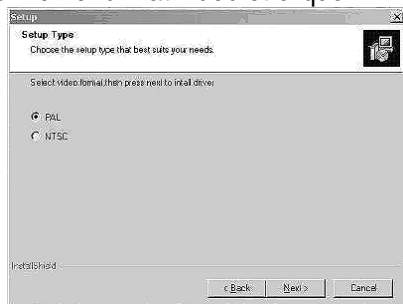 Setup
Setup Type
Choose the setup type that best suits your needs.
Select video format,then press next to intall driver
PAL
NTSC
InstallShield
< Back
Next >
Cancel